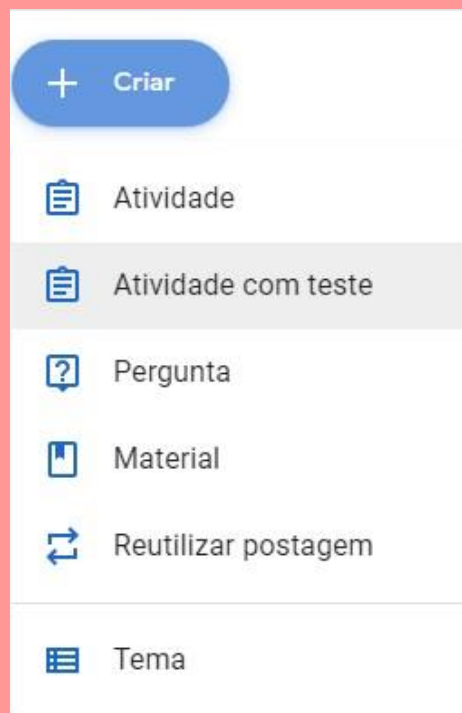 Criar
Atividade
Atividade com teste
Pergunta
Material
Reutilizar postagem
Tema